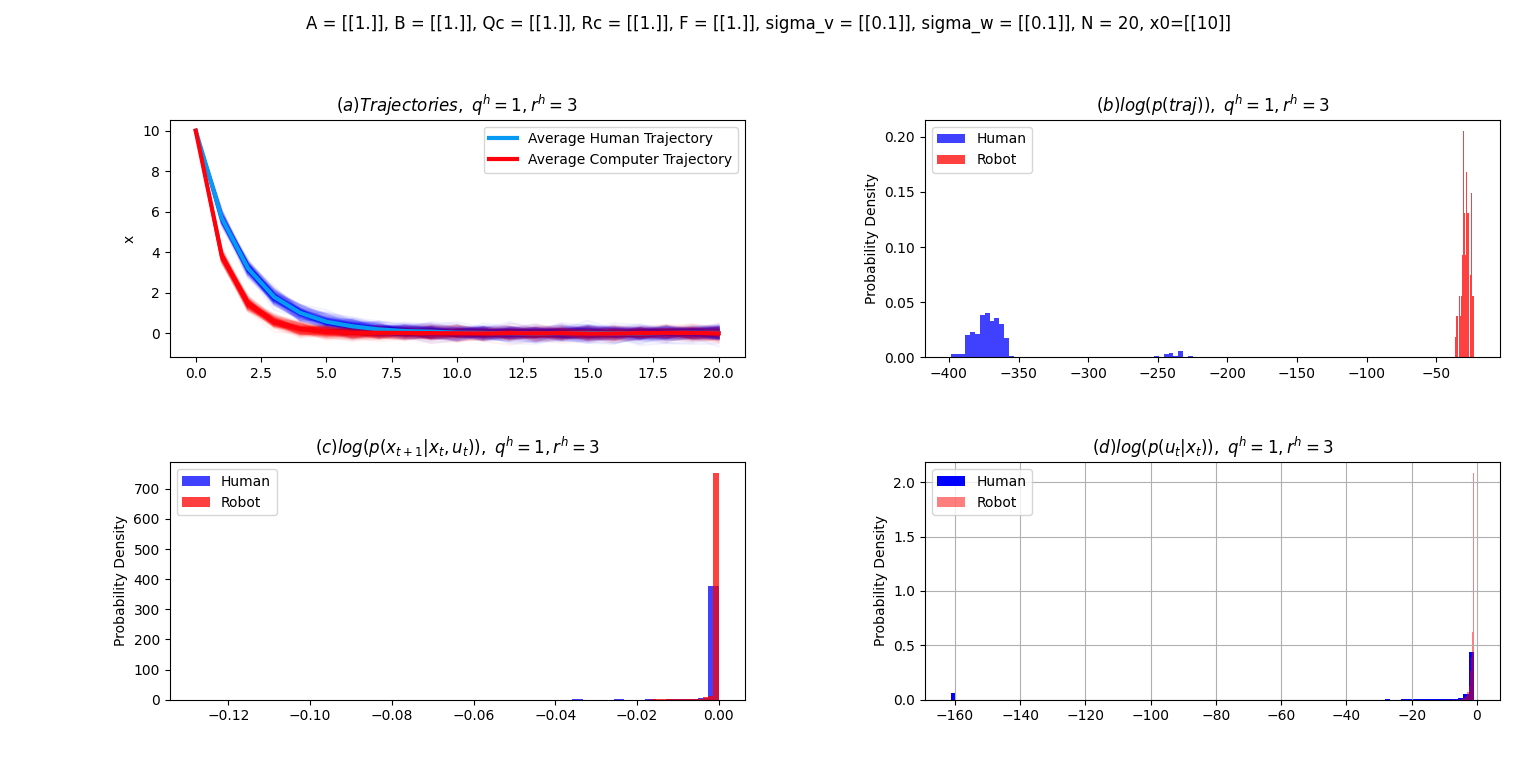 A = [[1.]], B = [[1.]], Qc = [[1.]], Rc = [[1.]], F = [[1.]], sigma_v = [[0.1]], sigma_w = [[0.1]], N = 20, x0=[[10]]
(a)Trajectories, q^h = 1, r^h = 3
Average Human Trajectory
Average Computer Trajectory
x
10
8
6
4
2
0
0.0 2.5 5.0 7.5 10.0 12.5 15.0 17.5 20.0
(b)log(p(traj)), q^h = 1, r^h = 3
Human
Robot
Probability Density
0.20
0.15
0.10
0.05
0.00
−400 −350 −300 −250 −200 −150 −100 −50
(c)log(p(x_{t+1}|x_t, u_t)), q^h = 1, r^h = 3
Human
Robot
Probability Density
700
600
500
400
300
200
100
0
−0.12 −0.10 −0.08 −0.06 −0.04 −0.02 0.00
(d)log(p(u_t|x_t)), q^h = 1, r^h = 3
Human
Robot
Probability Density
2.0
1.5
1.0
0.5
0.0
−160 −140 −120 −100 −80 −60 −40 −20 0